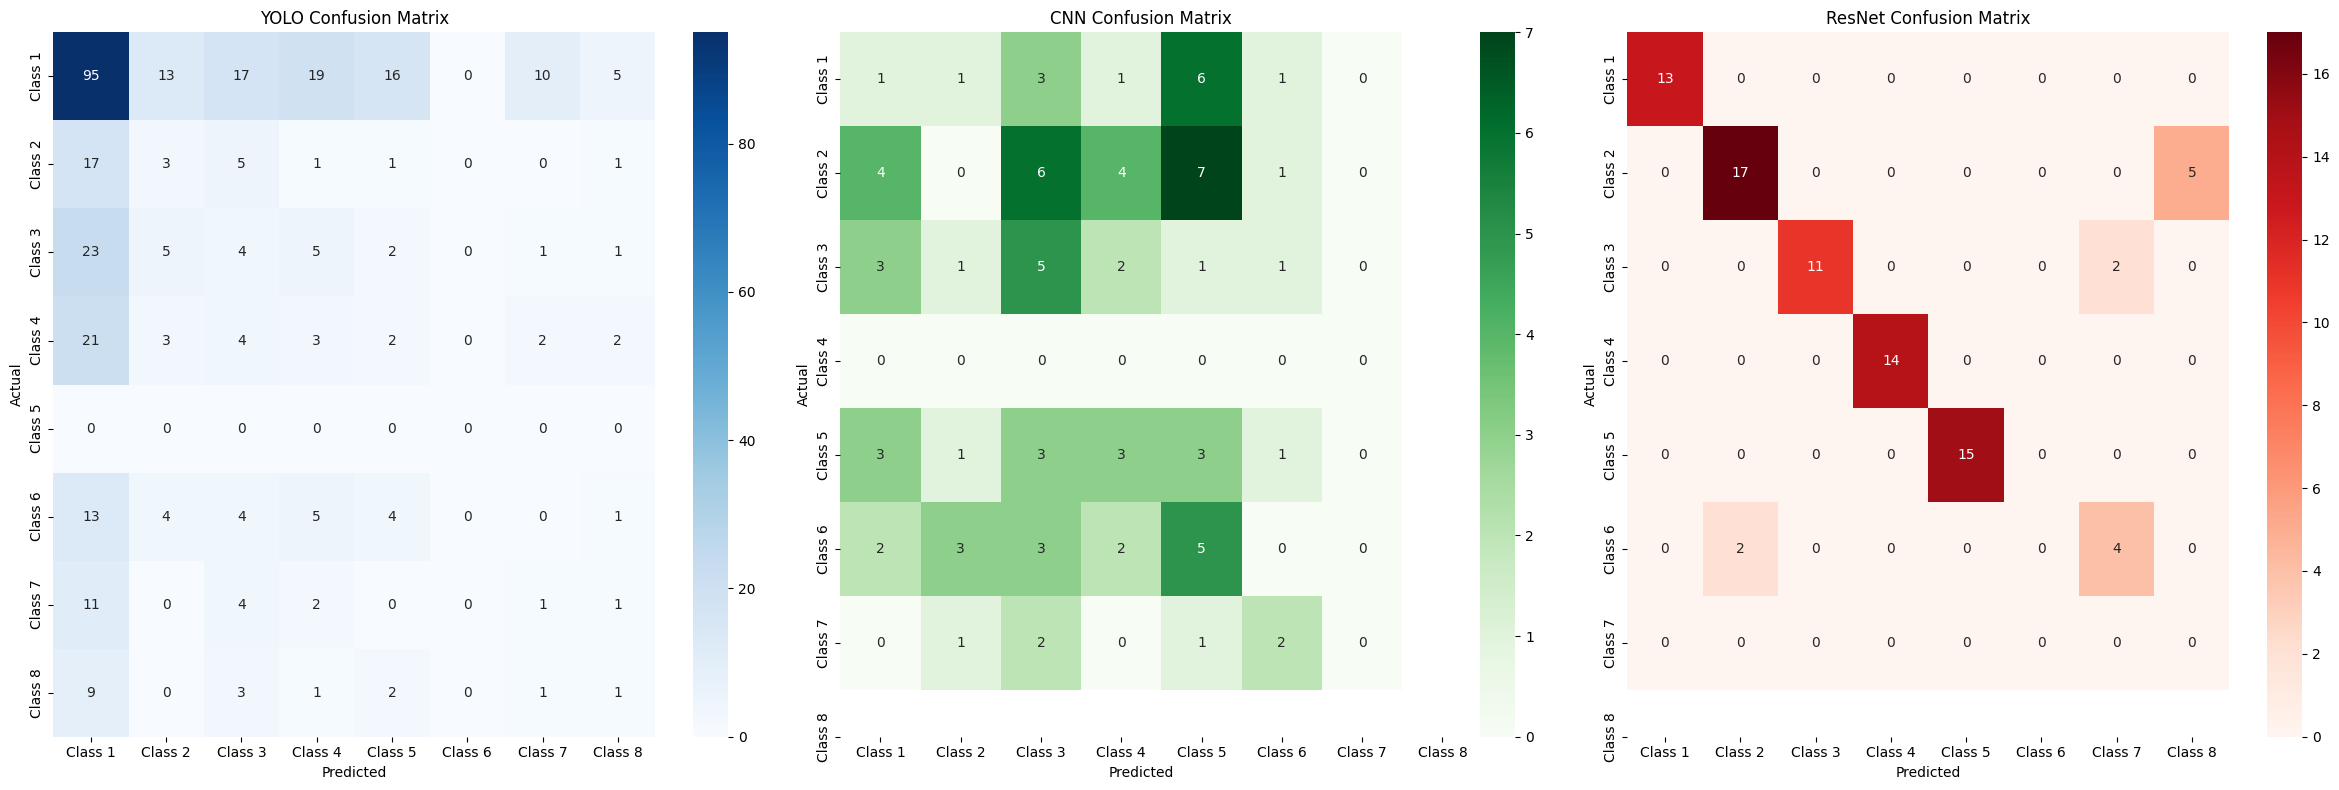 YOLO Confusion Matrix
Actual
Class 1 95 13 17 19 16 0 10 5
Class 2 17 3 5 1 1 0 0 1
Class 3 23 5 4 5 2 0 1 1
Class 4 21 3 4 3 2 0 2 2
Class 5 0 0 0 0 0 0 0 0
Class 6 13 4 4 5 4 0 0 1
Class 7 11 0 4 2 0 0 1 1
Class 8 9 0 3 1 2 0 1 1
Class 1 Class 2 Class 3 Class 4 Class 5 Class 6 Class 7 Class 8
Predicted
80
60
40
20
0
CNN Confusion Matrix
Actual
Class 1 1 1 3 1 6 1 0
Class 2 4 0 6 4 7 1 0
Class 3 3 1 5 2 1 1 0
Class 4 0 0 0 0 0 0 0
Class 5 3 1 3 3 3 1 0
Class 6 2 3 3 2 5 0 0
Class 7 0 1 2 0 1 2 0
Class 8
Class 1 Class 2 Class 3 Class 4 Class 5 Class 6 Class 7 Class 8
Predicted
7
6
5
4
3
2
1
0
ResNet Confusion Matrix
Actual
Class 1 13 0 0 0 0 0 0 0
Class 2 0 17 0 0 0 0 0 5
Class 3 0 0 11 0 0 0 2 0
Class 4 0 0 0 14 0 0 0 0
Class 5 0 0 0 0 15 0 0 0
Class 6 0 2 0 0 0 0 4 0
Class 7 0 0 0 0 0 0 0 0
Class 8
Class 1 Class 2 Class 3 Class 4 Class 5 Class 6 Class 7 Class 8
Predicted
16
14
12
10
8
6
4
2
0